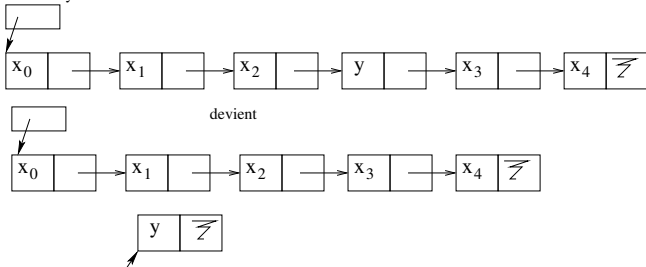 x₀ x₁ x₂ y x₃ x₄
devient
x₀ x₁ x₂ x₃ x₄
y